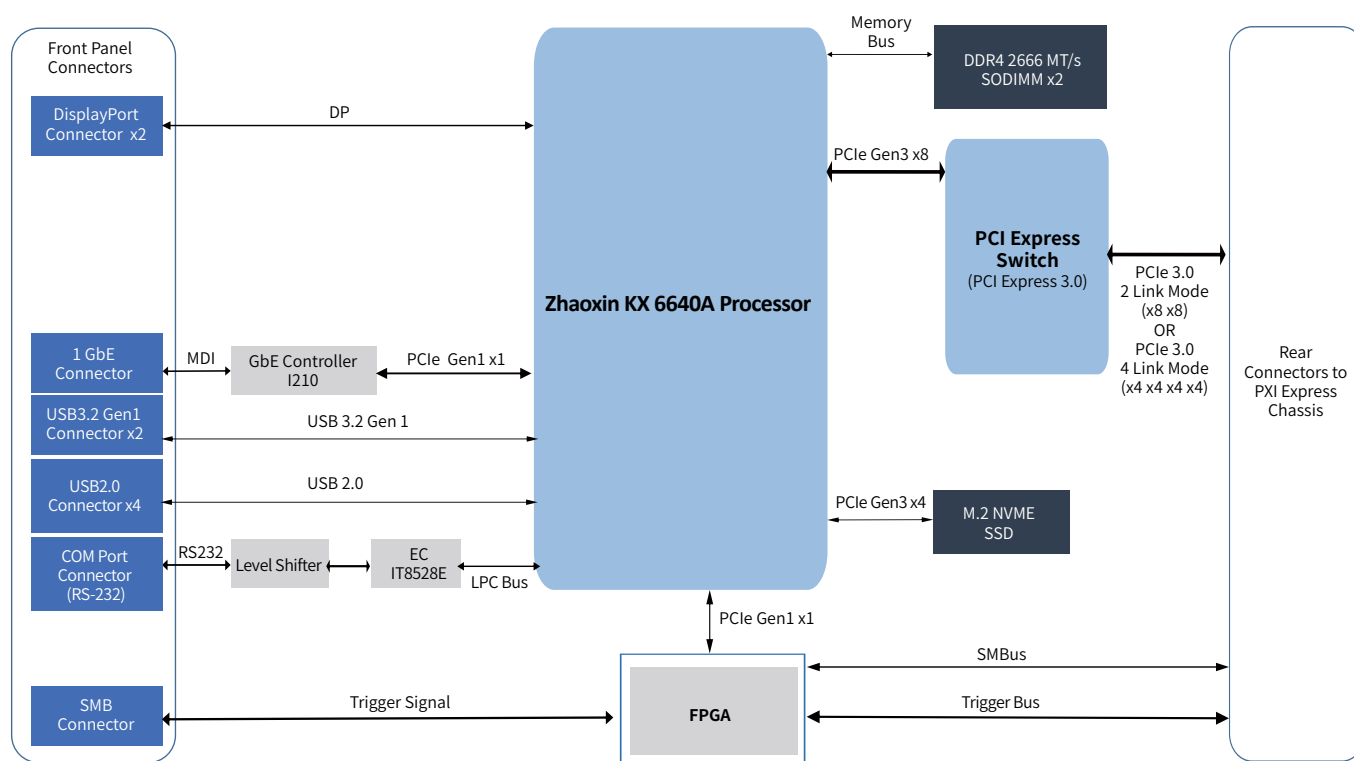 Front Panel
Connectors
DisplayPort
Connector x2
DP
1 GbE
Connector
MDI
GbE Controller
I210
PCIe Gen1 x1
USB3.2 Gen1
Connector x2
USB 3.2 Gen 1
USB2.0
Connector x4
USB 2.0
COM Port
Connector
(RS-232)
RS232
Level Shifter
EC
IT8528E
LPC Bus
SMB
Connector
Trigger Signal
Zhaoxin KX 6640A Processor
Memory
Bus
DDR4 2666 MT/s
SODIMM x2
PCIe Gen3 x8
PCI Express
Switch
(PCI Express 3.0)
PCIe 3.0
2 Link Mode
(x8 x8)
OR
PCIe 3.0
4 Link Mode
(x4 x4 x4 x4)
PCIe Gen3 x4
M.2 NVME
SSD
PCIe Gen1 x1
FPGA
SMBus
Trigger Bus
Rear
Connectors to
PXI Express
Chassis